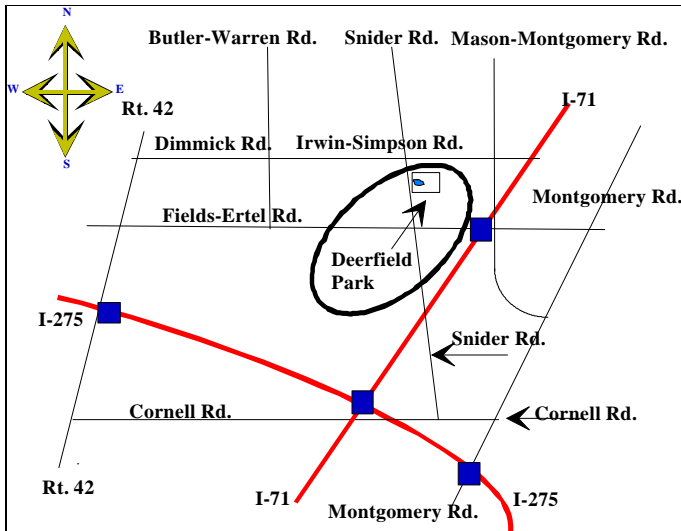 N
Butler-Warren Rd.
Snider Rd.
Mason-Montgomery Rd.
W
E
I-71
Rt. 42
S
Dimmick Rd.
Irwin-Simpson Rd.
Montgomery Rd.
Fields-Ertel Rd.
Deerfield
Park
I-275
Snider Rd.
Cornell Rd.
Cornell Rd.
Rt. 42
I-71
I-275
Montgomery Rd.